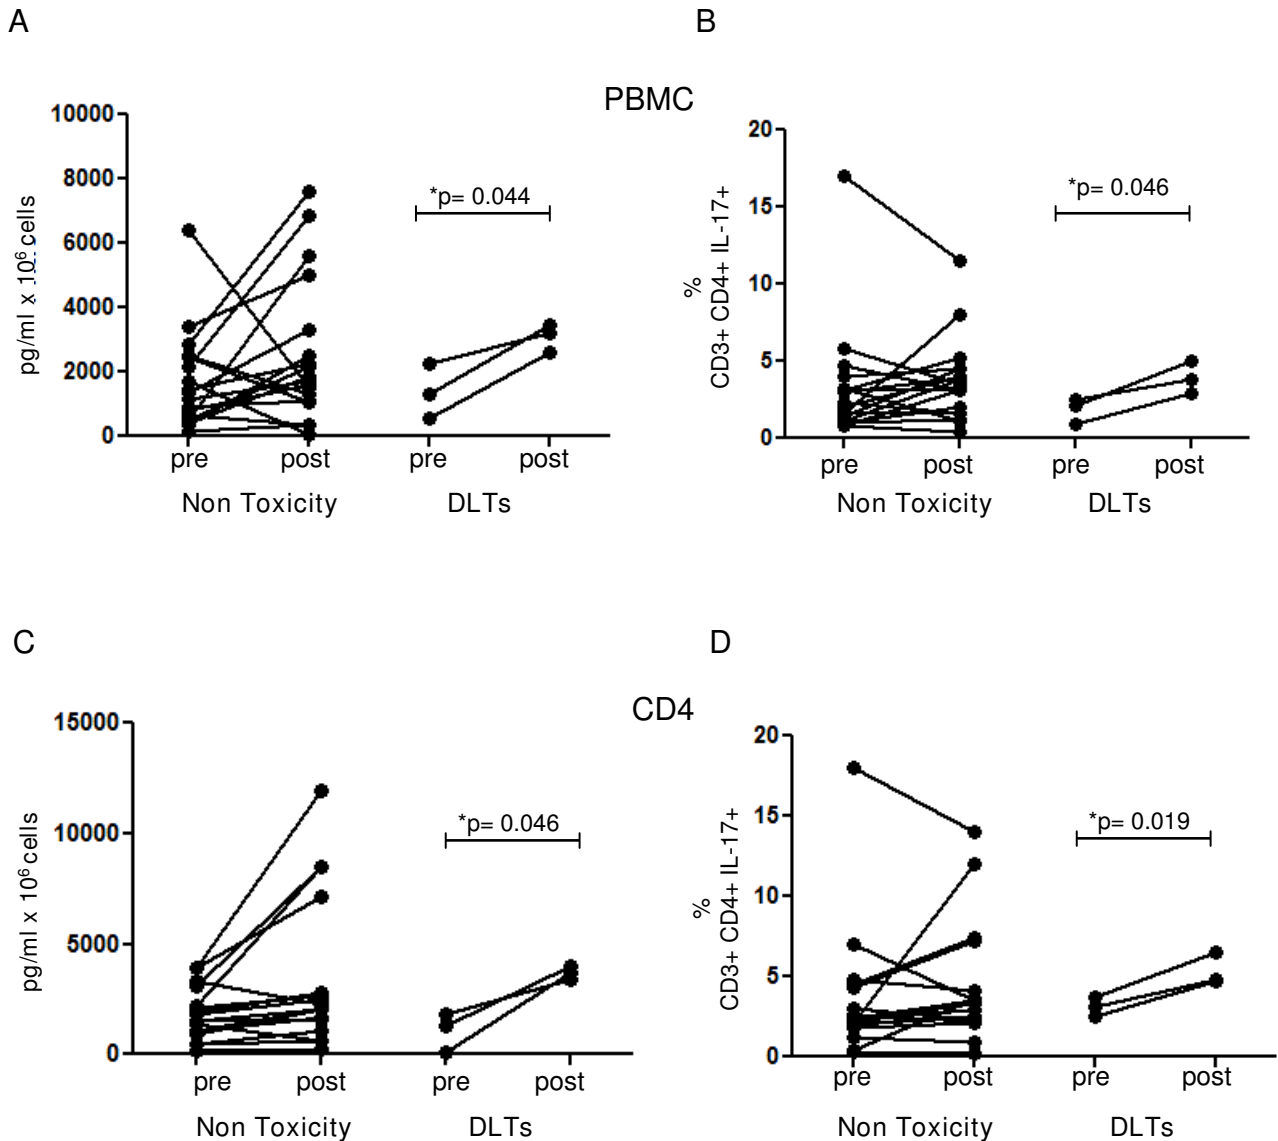 A
B
PBMC
10000
8000
6000
4000
2000
0
pg/ml x 10⁶ cells
*p= 0.044
pre post pre post
Non Toxicity DLTs
20
15
10
5
0
%
CD3+ CD4+ IL-17+
*p= 0.046
pre post pre post
Non Toxicity DLTs
C
D
CD4
15000
10000
5000
0
pg/ml x 10⁶ cells
*p= 0.046
pre post pre post
Non Toxicity DLTs
20
15
10
5
0
%
CD3+ CD4+ IL-17+
*p= 0.019
pre post pre post
Non Toxicity DLTs